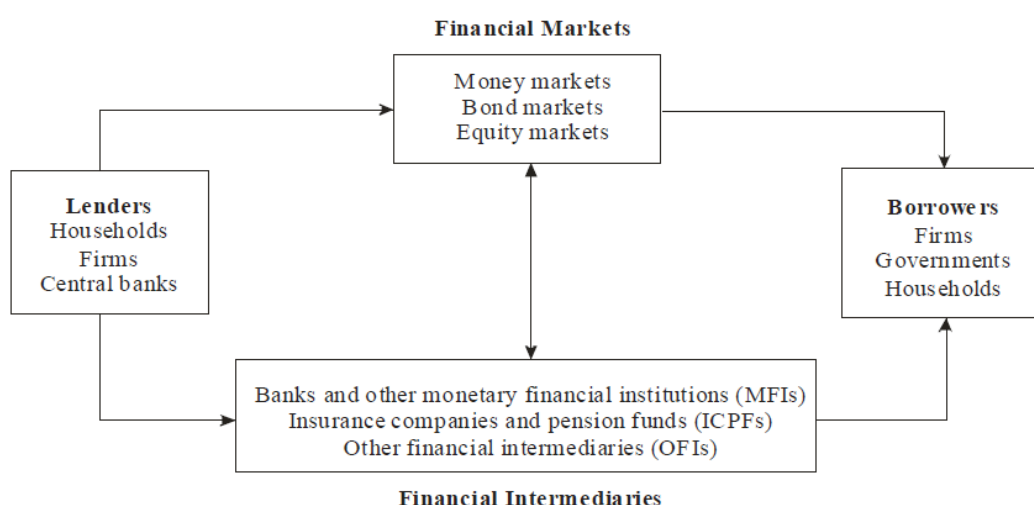 Financial Markets
Money markets
Bond markets
Equity markets
Lenders
Households
Firms
Central banks
Borrowers
Firms
Governments
Households
Banks and other monetary financial institutions (MFIs)
Insurance companies and pension funds (ICPFs)
Other financial intermediaries (OFIs)
Financial Intermediaries